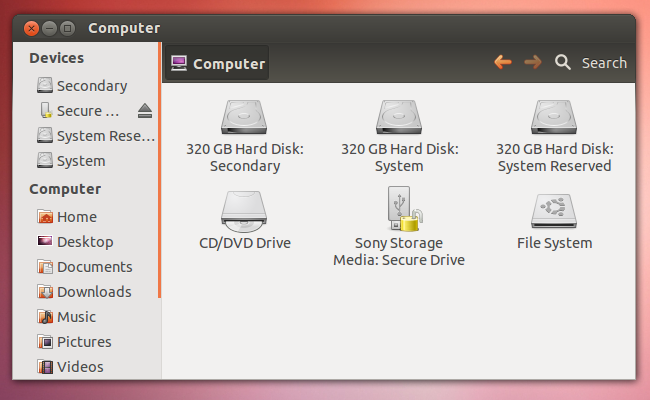 Computer
Devices
Secondary
Secure ...
System Rese...
System
Computer
Home
Desktop
Documents
Downloads
Music
Pictures
Videos
Computer
Search
320 GB Hard Disk:
Secondary
320 GB Hard Disk:
System
320 GB Hard Disk:
System Reserved
CD/DVD Drive
Sony Storage
Media: Secure Drive
File System